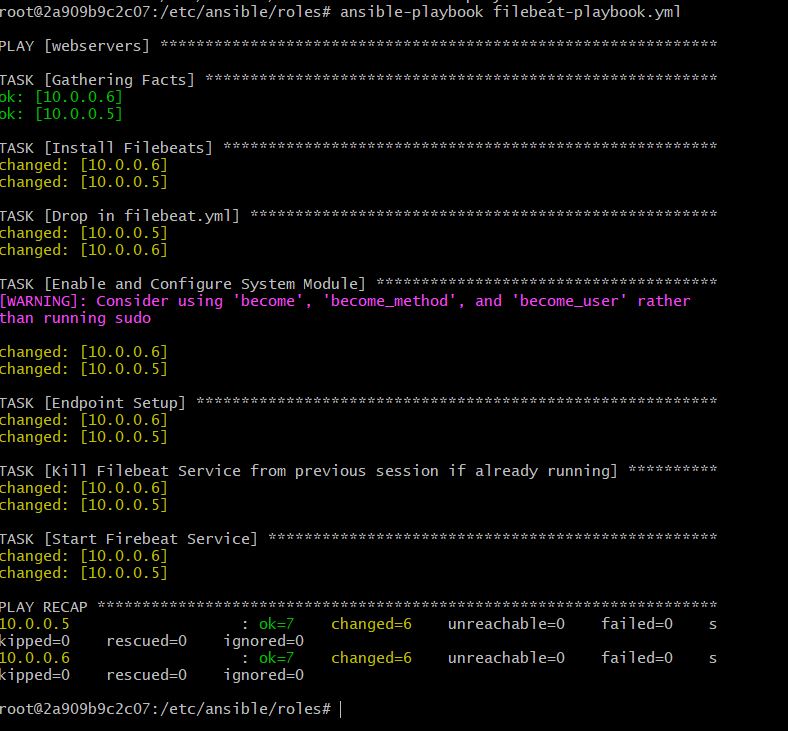 root@2a909b9c2c07:/etc/ansible/roles# ansible-playbook filebeat-playbook.yml
PLAY [webservers] **************************************************************
TASK [Gathering Facts] *********************************************************
ok: [10.0.0.6]
ok: [10.0.0.5]
TASK [Install Filebeats] *******************************************************
changed: [10.0.0.6]
changed: [10.0.0.5]
TASK [Drop in filebeat.yml] ****************************************************
changed: [10.0.0.5]
changed: [10.0.0.6]
TASK [Enable and Configure System Module] **************************************
[WARNING]: Consider using 'become', 'become_method', and 'become_user' rather
than running sudo
changed: [10.0.0.6]
changed: [10.0.0.5]
TASK [Endpoint Setup] **********************************************************
changed: [10.0.0.6]
changed: [10.0.0.5]
TASK [Kill Filebeat Service from previous session if already running] **********
changed: [10.0.0.6]
changed: [10.0.0.5]
TASK [Start Firebeat Service] **************************************************
changed: [10.0.0.6]
changed: [10.0.0.5]
PLAY RECAP *********************************************************************
10.0.0.5                   : ok=7    changed=6    unreachable=0    failed=0    s
kipped=0    rescued=0    ignored=0
10.0.0.6                   : ok=7    changed=6    unreachable=0    failed=0    s
kipped=0    rescued=0    ignored=0
root@2a909b9c2c07:/etc/ansible/roles#